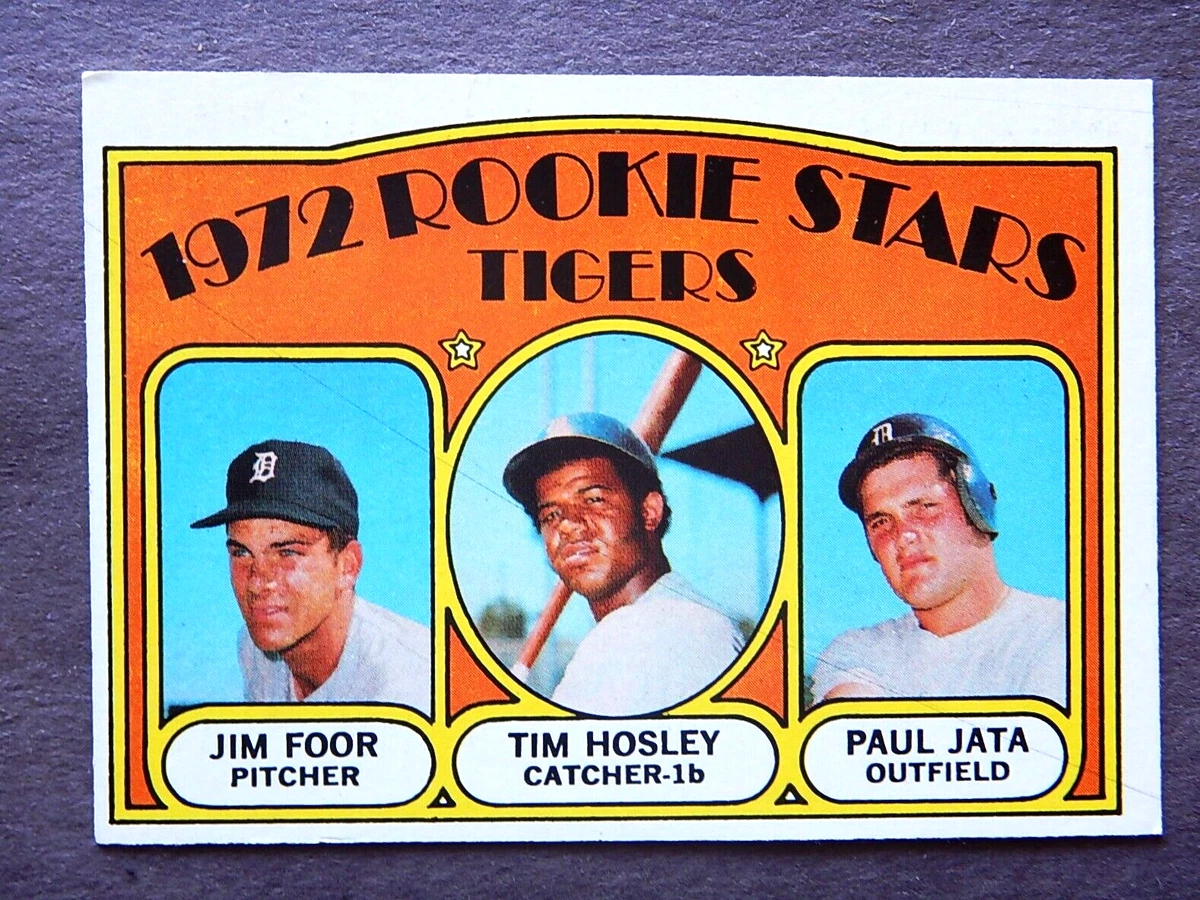 1972 ROOKIE STARS
TIGERS
D
D
JIM FOOR
PITCHER
TIM HOSLEY
CATCHER-1b
PAUL JATA
OUTFIELD